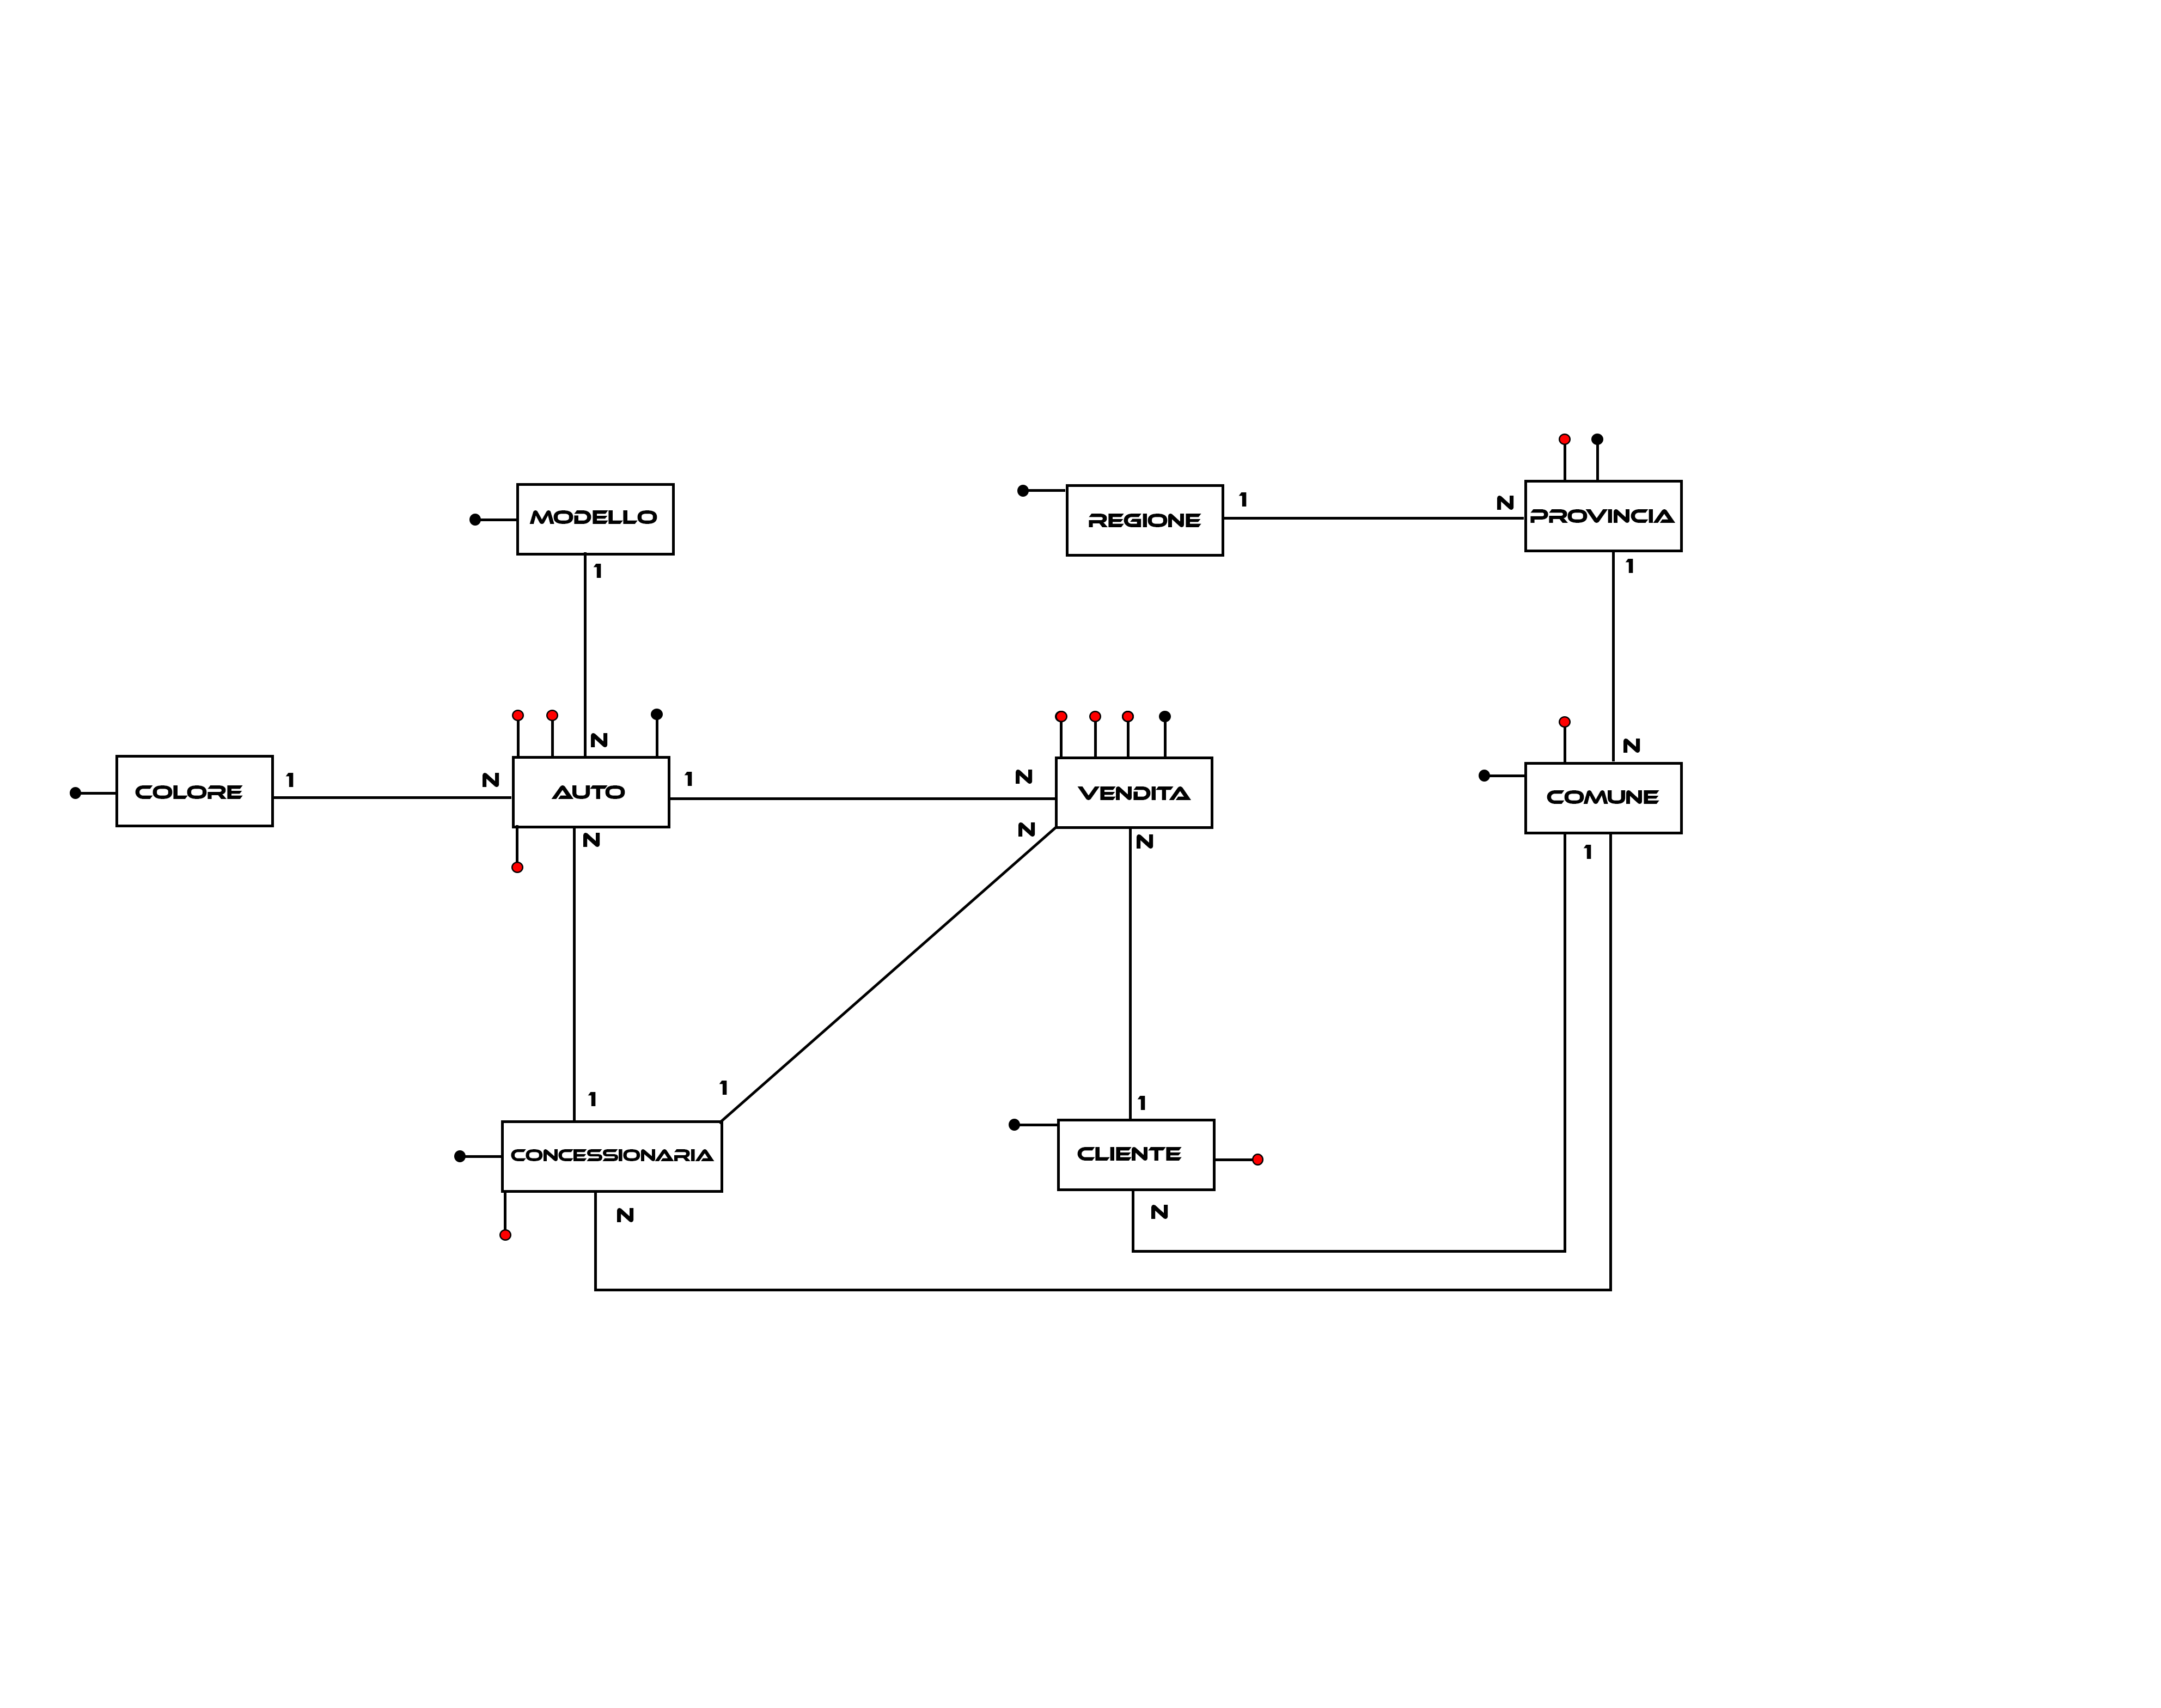 MODELLO
REGIONE
1
N
PROVINCIA
1
1
N
N
COLORE
1
N
AUTO
1
N
VENDITA
COMUNE
N
N
N
1
1
1
1
CONCESSIONARIA
CLIENTE
N
N